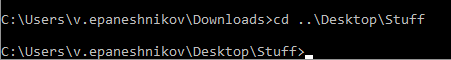 C:\Users\v.epaneshnikov\Downloads>cd ..\Desktop\Stuff
C:\Users\v.epaneshnikov\Desktop\Stuff>